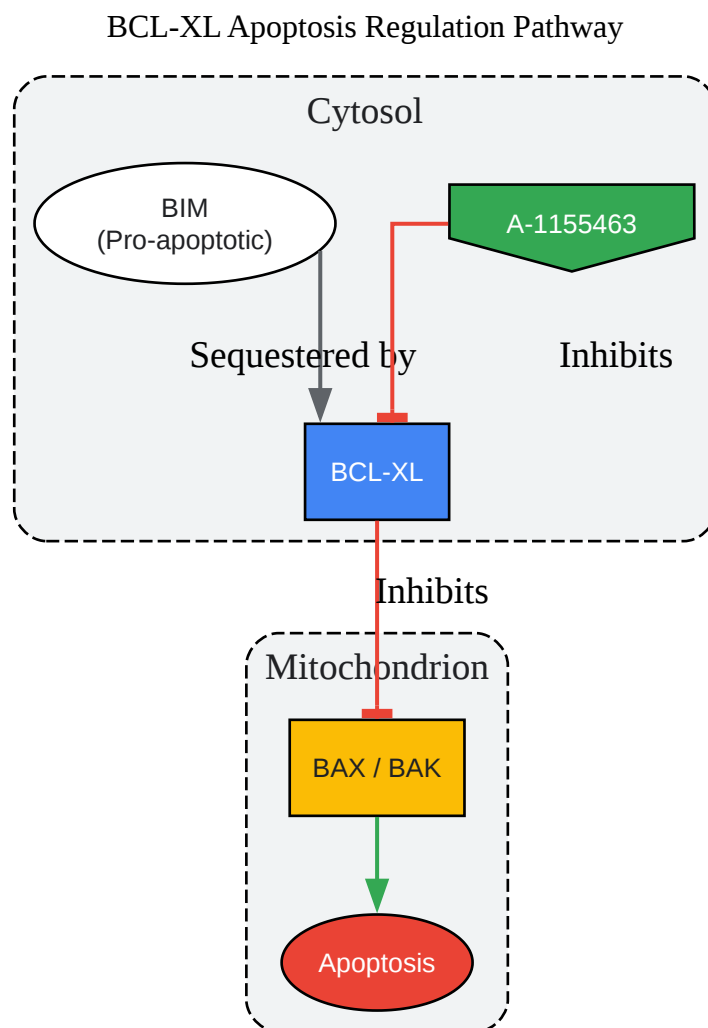 BCL-XL Apoptosis Regulation Pathway
Cytosol
BIM
(Pro-apoptotic)
A-1155463
Sequestered by
Inhibits
BCL-XL
Inhibits
Mitochondrion
BAX / BAK
Apoptosis